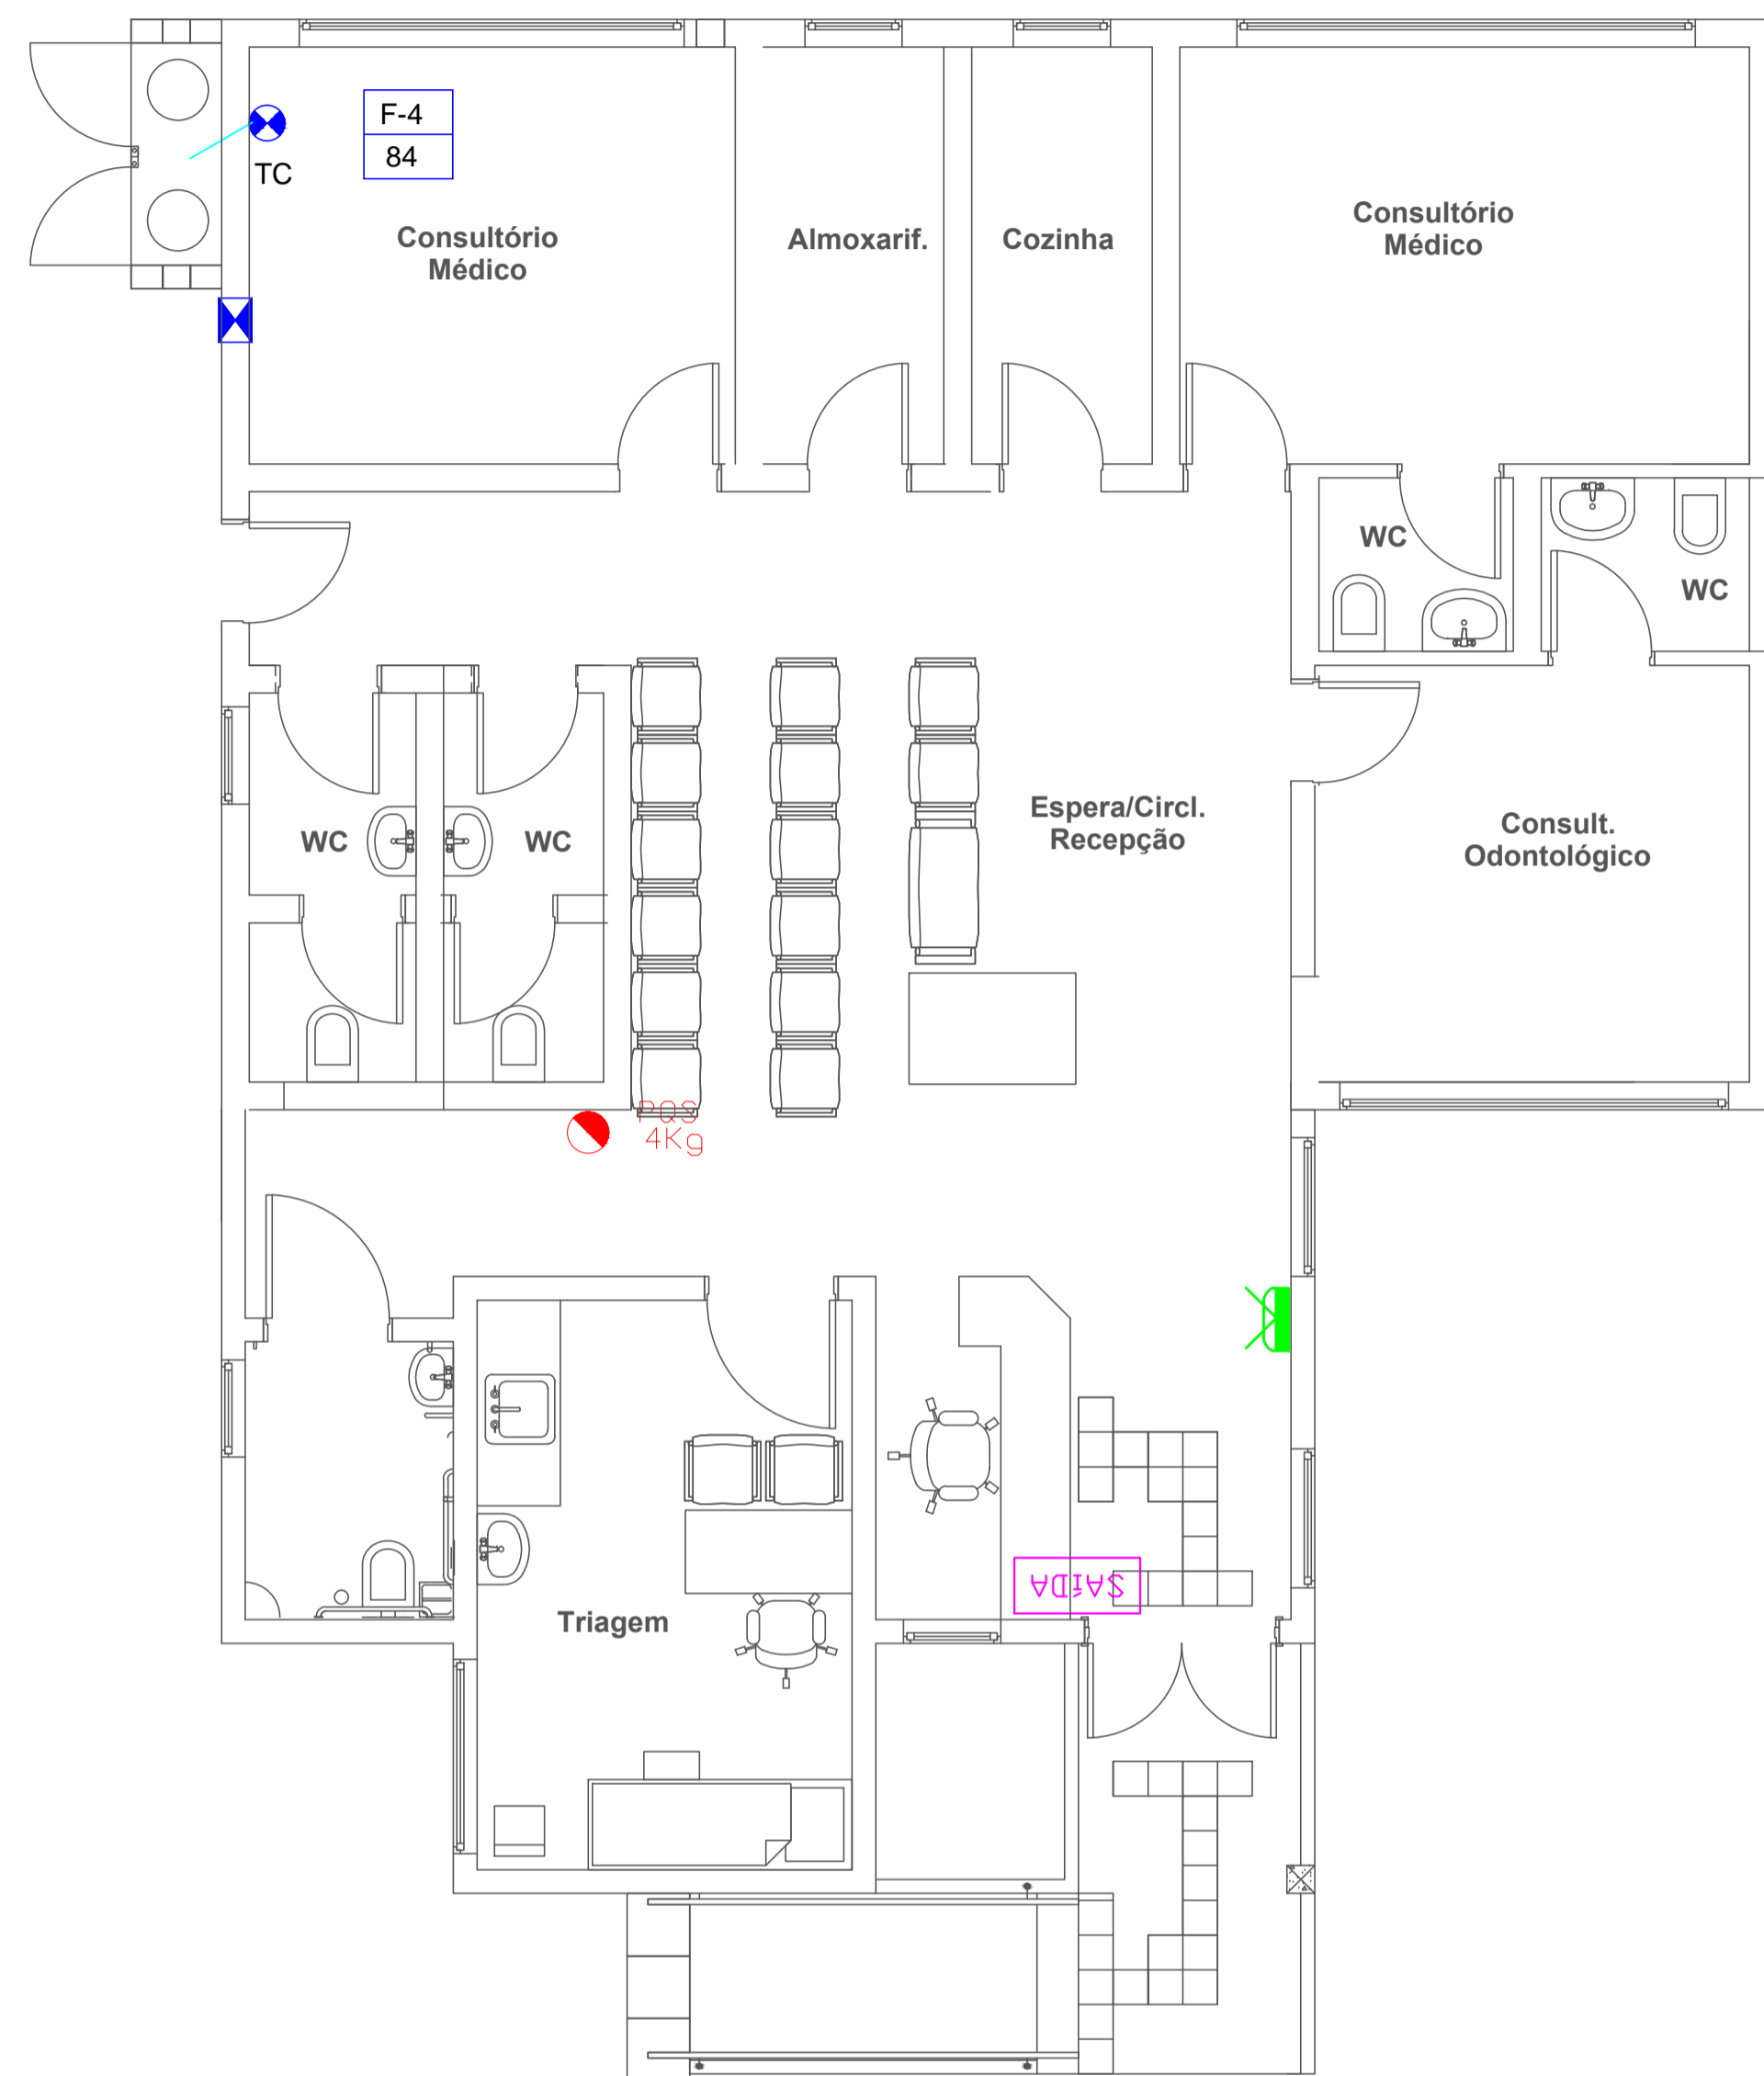 F-4
84
TC
Consultório
Médico
Almoxarif.
Cozinha
Consultório
Médico
WC
WC
WC
WC
Espera/Circl.
Recepção
Consult.
Odontológico
PQS
4Kg
SAÍDA
Triagem